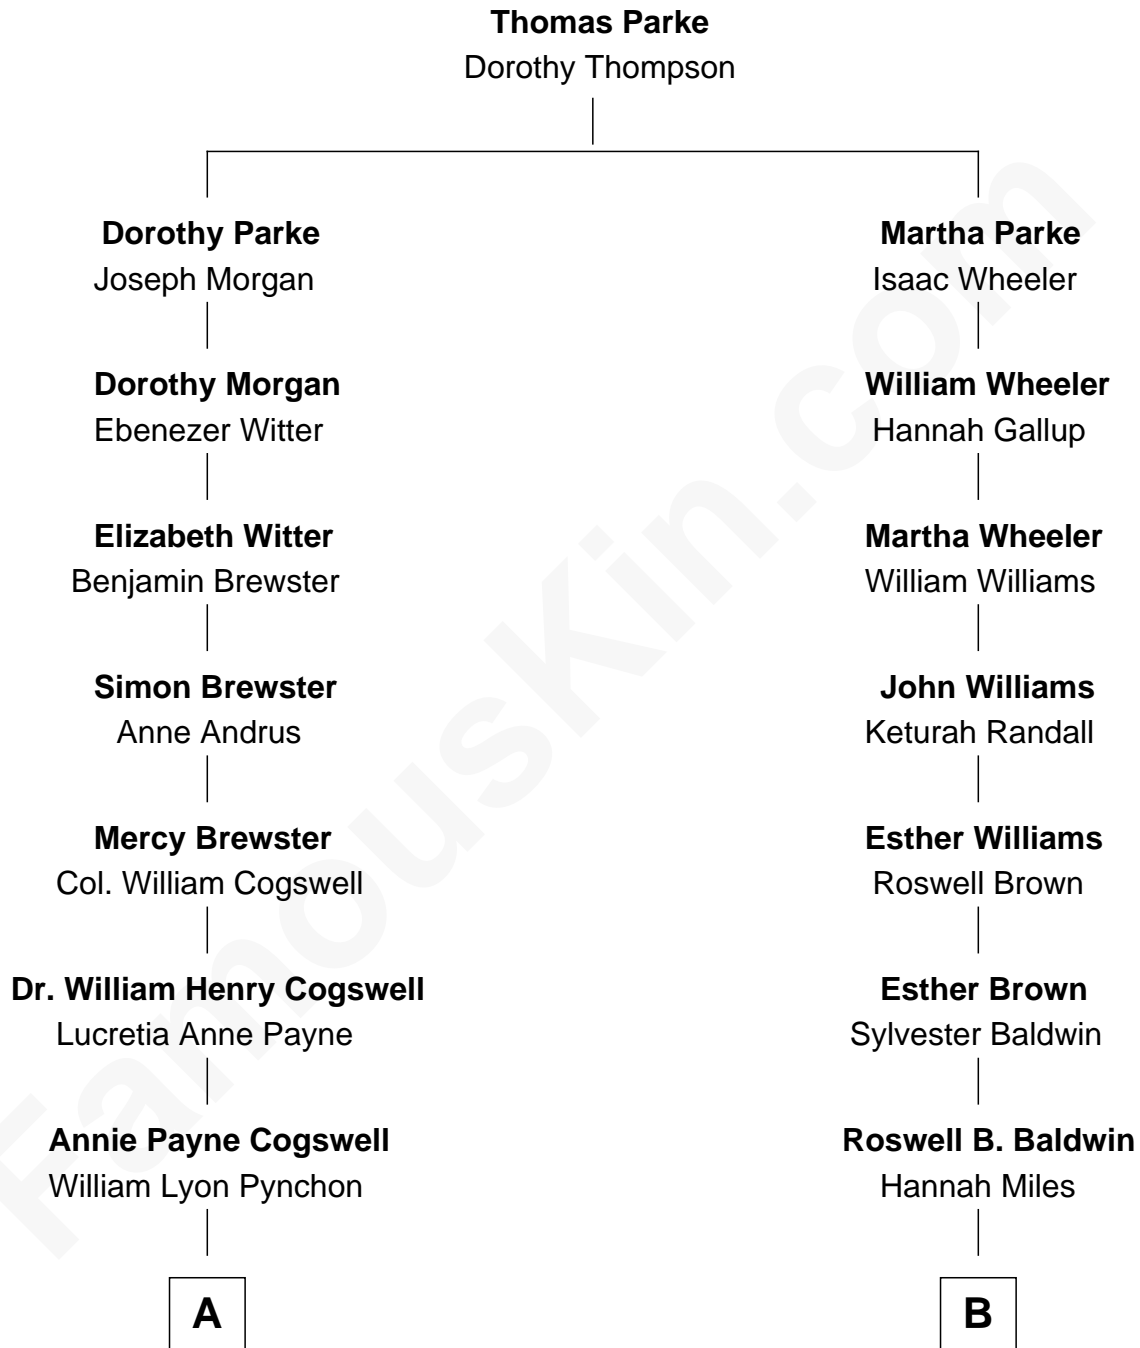 Thomas Parke
Dorothy Thompson
Dorothy Parke
Joseph Morgan
Martha Parke
Isaac Wheeler
Dorothy Morgan
Ebenezer Witter
William Wheeler
Hannah Gallup
Elizabeth Witter
Benjamin Brewster
Martha Wheeler
William Williams
Simon Brewster
Anne Andrus
John Williams
Keturah Randall
Mercy Brewster
Col. William Cogswell
Esther Williams
Roswell Brown
Dr. William Henry Cogswell
Lucretia Anne Payne
Esther Brown
Sylvester Baldwin
Annie Payne Cogswell
William Lyon Pynchon
Roswell B. Baldwin
Hannah Miles
A
B
FamousKin.com